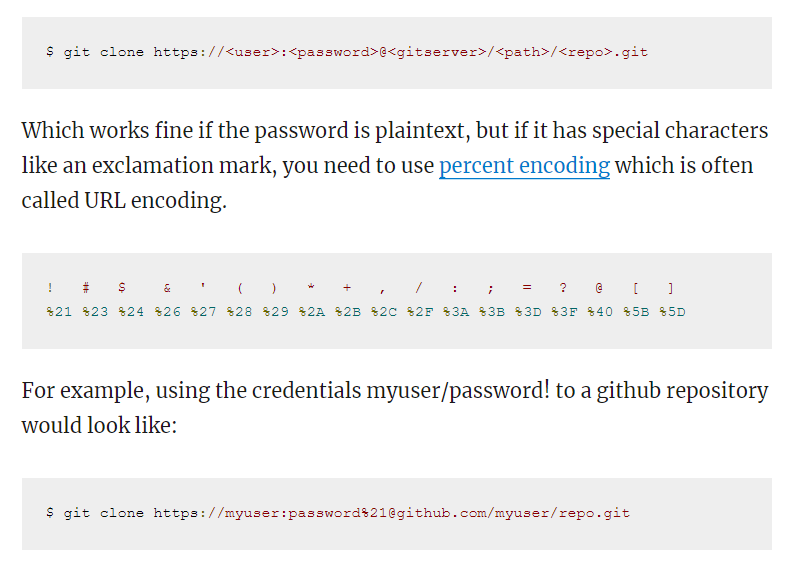 $ git clone https://<user>:<password>@<gitserver>/<path>/<repo>.git
Which works fine if the password is plaintext, but if it has special characters
like an exclamation mark, you need to use percent encoding which is often
called URL encoding.
! # $ & ' ( ) * + , / : ; = ? @ [ ]
%21 %23 %24 %26 %27 %28 %29 %2A %2B %2C %2F %3A %3B %3D %3F %40 %5B %5D
For example, using the credentials myuser/password! to a github repository
would look like:
$ git clone https://myuser:password%21@github.com/myuser/repo.git